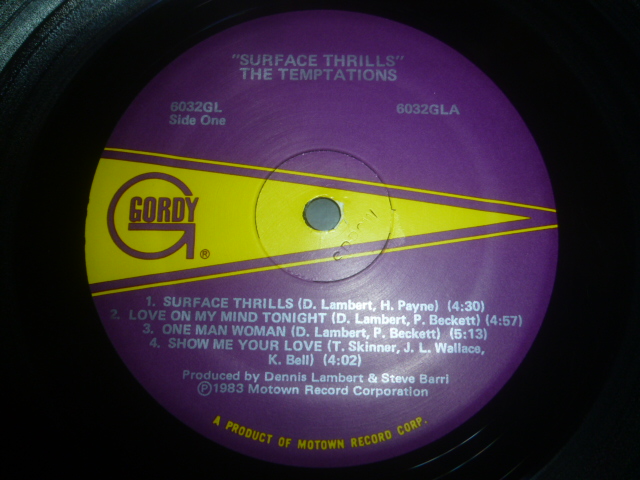 "SURFACE THRILLS"
THE TEMPTATIONS
6032GL
Side One
6032GLA
GORDY
®
1. SURFACE THRILLS (D. Lambert, H. Payne) (4:30)
2. LOVE ON MY MIND TONIGHT (D. Lambert, P. Beckett) (4:57)
3. ONE MAN WOMAN (D. Lambert, P. Beckett) (5:13)
4. SHOW ME YOUR LOVE (T. Skinner, J. L. Wallace,
K. Bell) (4:02)
Produced by Dennis Lambert & Steve Barri
Ⓟ1983 Motown Record Corporation
A PRODUCT OF MOTOWN RECORD CORP.